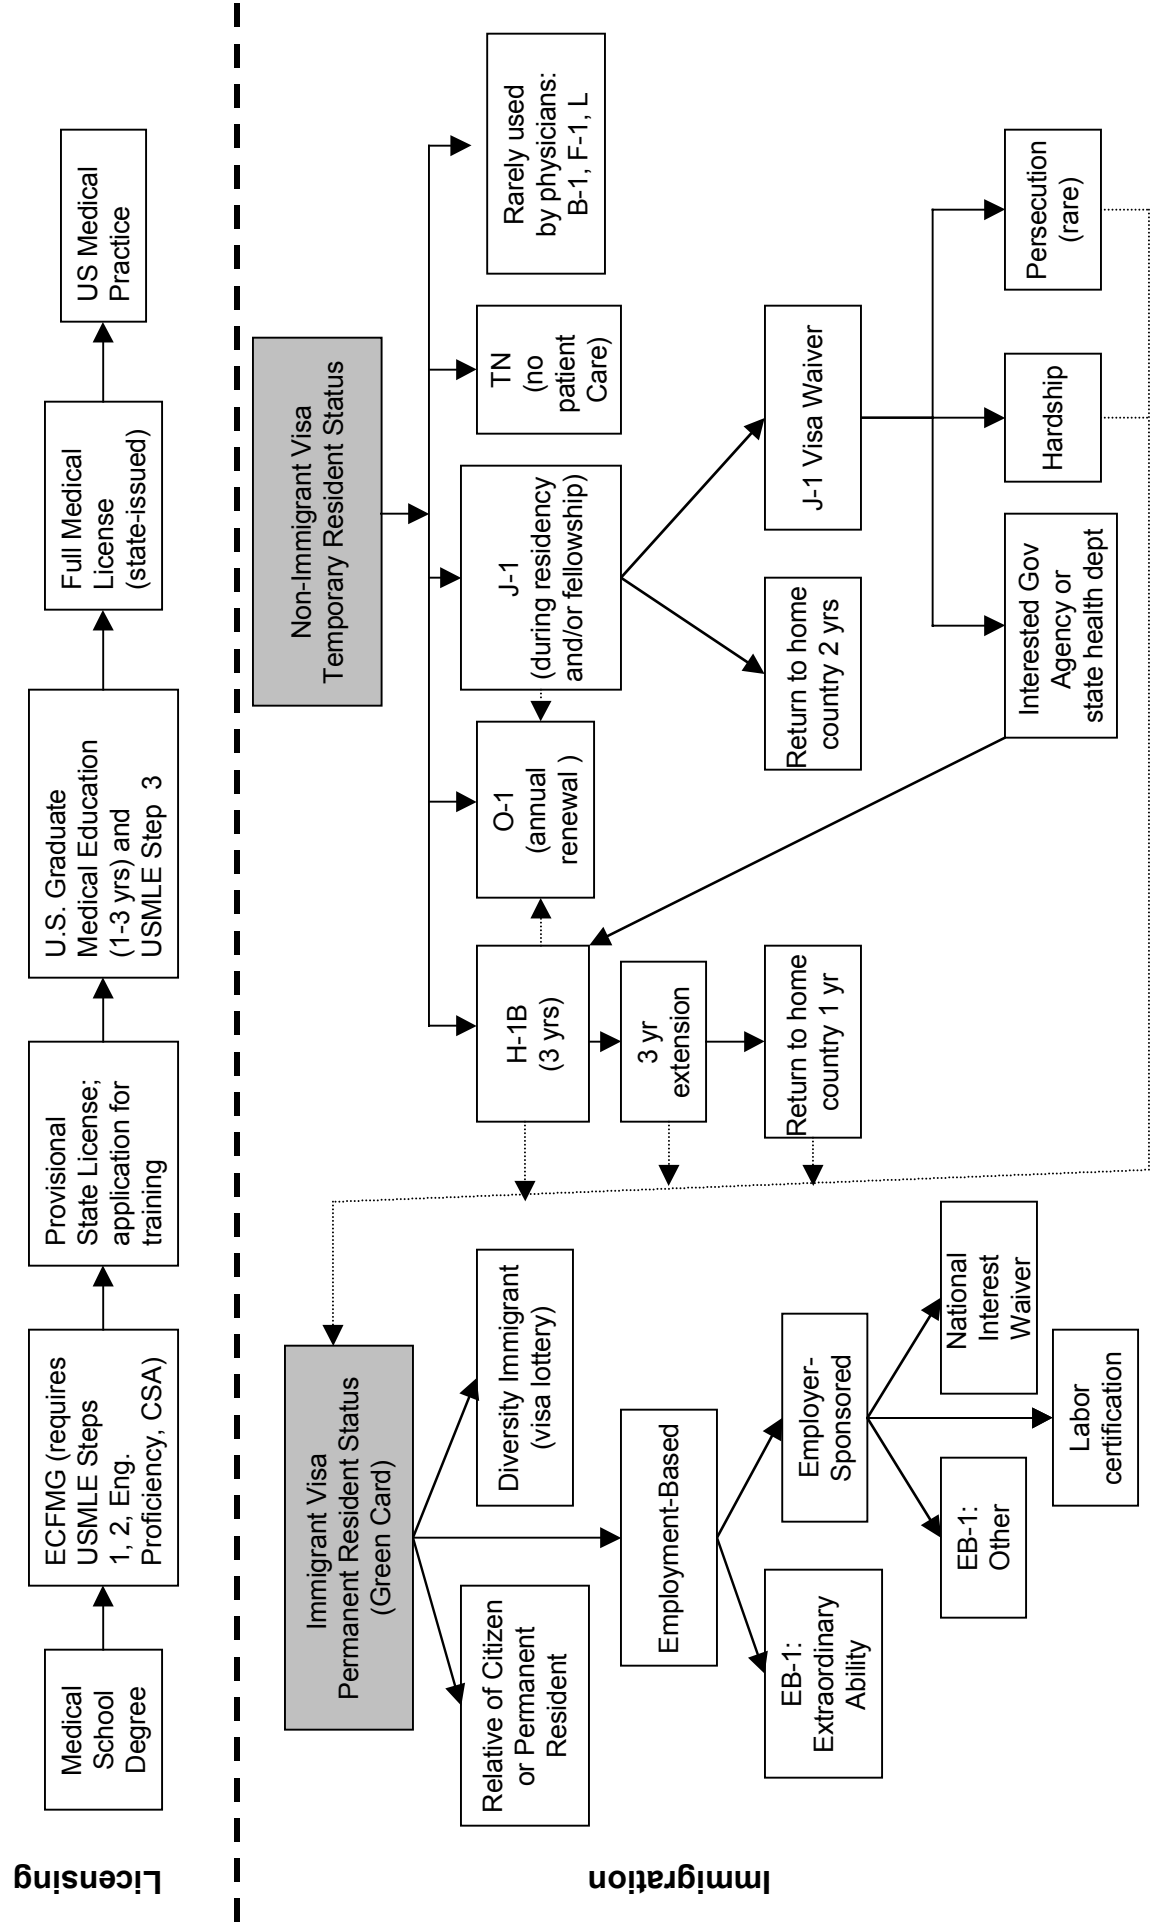 Licensing
Medical
School
Degree
ECFMG (requires
USMLE Steps
1, 2, Eng.
Proficiency, CSA)
Provisional
State License;
application for
training
U.S. Graduate
Medical Education
(1-3 yrs) and
USMLE Step 3
Full Medical
License
(state-issued)
US Medical
Practice
Immigration
Immigrant Visa
Permanent Resident Status
(Green Card)
Relative of Citizen
or Permanent
Resident
Diversity Immigrant
(visa lottery)
Employment-Based
EB-1:
Extraordinary
Ability
Employer-
Sponsored
EB-1:
Other
Labor
certification
National
Interest
Waiver
Non-Immigrant Visa
Temporary Resident Status
H-1B
(3 yrs)
3 yr
extension
Return to home
country 1 yr
O-1
(annual
renewal )
J-1
(during residency
and/or fellowship)
TN
(no
patient
Care)
Rarely used
by physicians:
B-1, F-1, L
Return to home
country 2 yrs
J-1 Visa Waiver
Interested Gov
Agency or
state health dept
Hardship
Persecution
(rare)